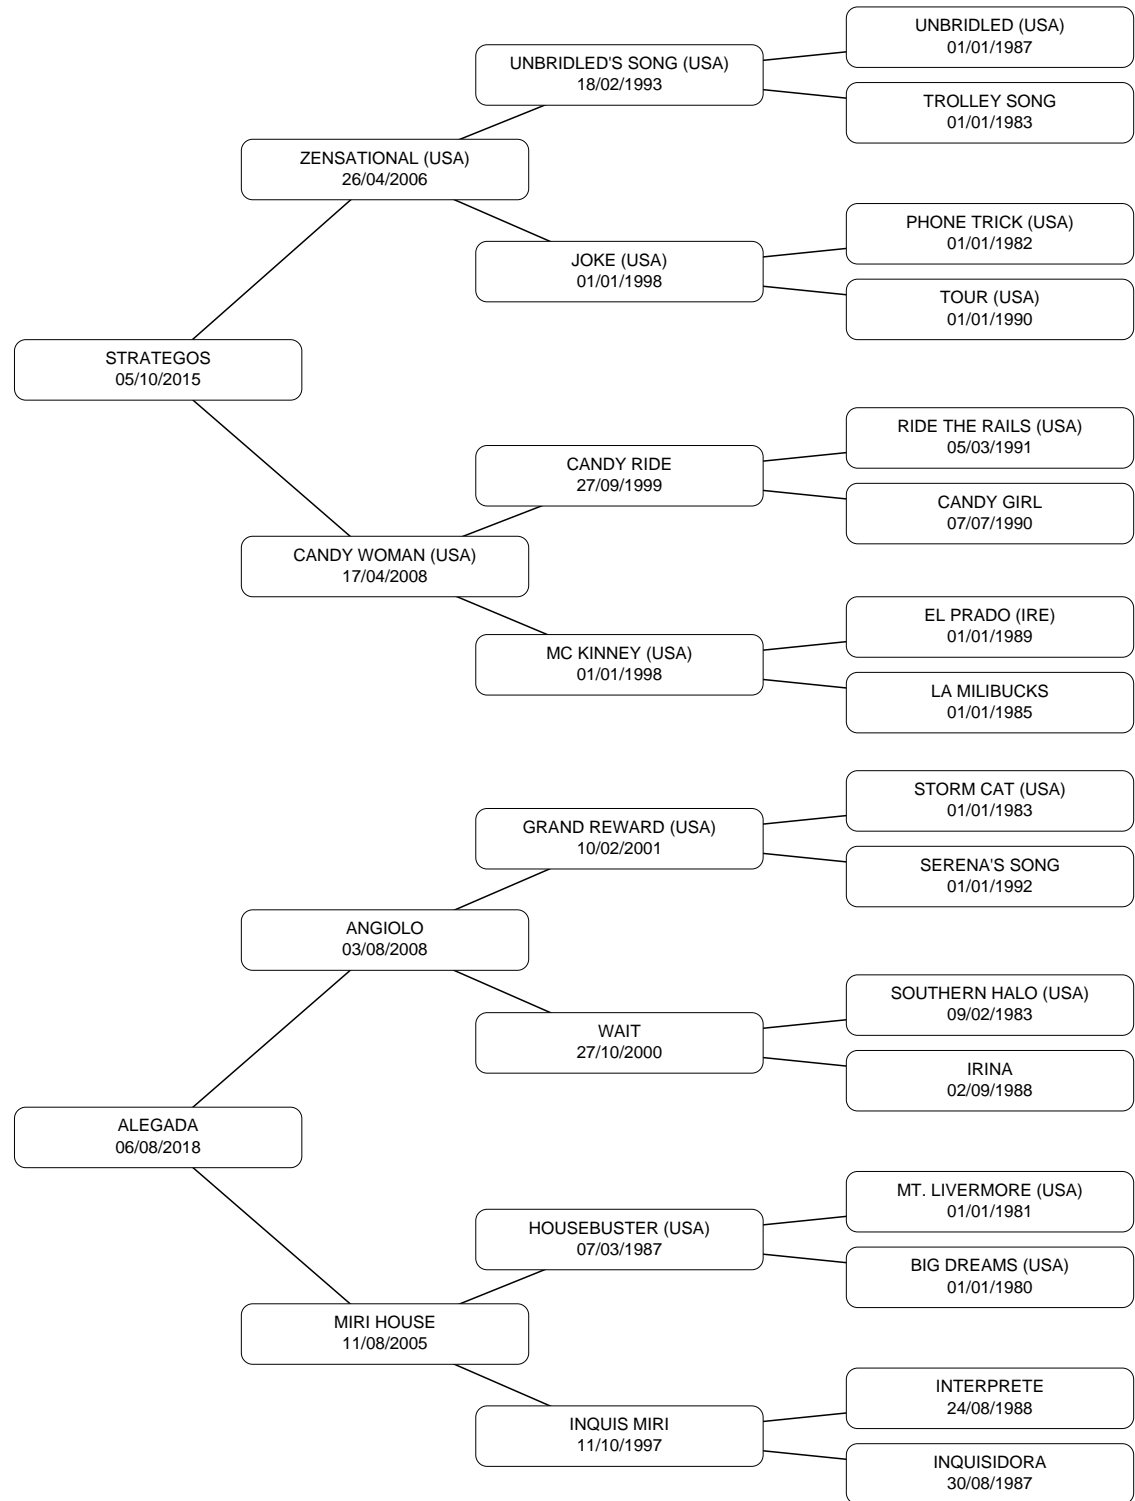 UNBRIDLED (USA)
01/01/1987
UNBRIDLED'S SONG (USA)
18/02/1993
TROLLEY SONG
01/01/1983
ZENSATIONAL (USA)
26/04/2006
PHONE TRICK (USA)
01/01/1982
JOKE (USA)
01/01/1998
TOUR (USA)
01/01/1990
STRATEGOS
05/10/2015
RIDE THE RAILS (USA)
05/03/1991
CANDY RIDE
27/09/1999
CANDY GIRL
07/07/1990
CANDY WOMAN (USA)
17/04/2008
EL PRADO (IRE)
01/01/1989
MC KINNEY (USA)
01/01/1998
LA MILIBUCKS
01/01/1985
STORM CAT (USA)
01/01/1983
GRAND REWARD (USA)
10/02/2001
SERENA'S SONG
01/01/1992
ANGIOLO
03/08/2008
SOUTHERN HALO (USA)
09/02/1983
WAIT
27/10/2000
IRINA
02/09/1988
ALEGADA
06/08/2018
MT. LIVERMORE (USA)
01/01/1981
HOUSEBUSTER (USA)
07/03/1987
BIG DREAMS (USA)
01/01/1980
MIRI HOUSE
11/08/2005
INTERPRETE
24/08/1988
INQUIS MIRI
11/10/1997
INQUISIDORA
30/08/1987